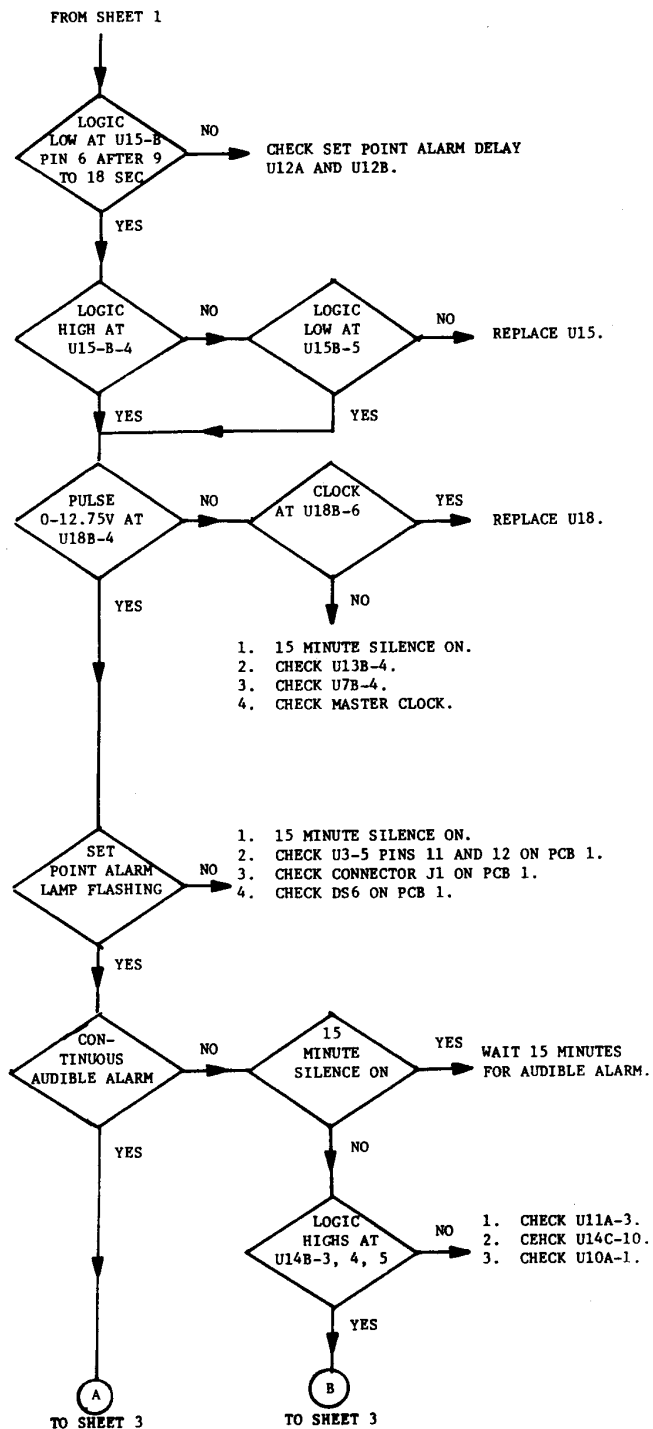 FROM SHEET 1
LOGIC
LOW AT U15-B
PIN 6 AFTER 9
TO 18 SEC
NO
CHECK SET POINT ALARM DELAY
U12A AND U12B.
YES
LOGIC
HIGH AT
U15-B-4
NO
LOGIC
LOW AT
U15B-5
NO
REPLACE U15.
YES
YES
PULSE
0-12.75V AT
U18B-4
NO
CLOCK
AT U18B-6
YES
REPLACE U18.
YES
NO
1. 15 MINUTE SILENCE ON.
2. CHECK U13B-4.
3. CHECK U7B-4.
4. CHECK MASTER CLOCK.
SET
POINT ALARM
LAMP FLASHING
NO
1. 15 MINUTE SILENCE ON.
2. CHECK U3-5 PINS 11 AND 12 ON PCB 1.
3. CHECK CONNECTOR J1 ON PCB 1.
4. CHECK DS6 ON PCB 1.
YES
CON-
TINUOUS
AUDIBLE ALARM
NO
15
MINUTE
SILENCE ON
YES
WAIT 15 MINUTES
FOR AUDIBLE ALARM.
YES
NO
LOGIC
HIGHS AT
U14B-3, 4, 5
NO
1. CHECK U11A-3.
2. CEHCK U14C-10.
3. CHECK U10A-1.
YES
A
TO SHEET 3
B
TO SHEET 3